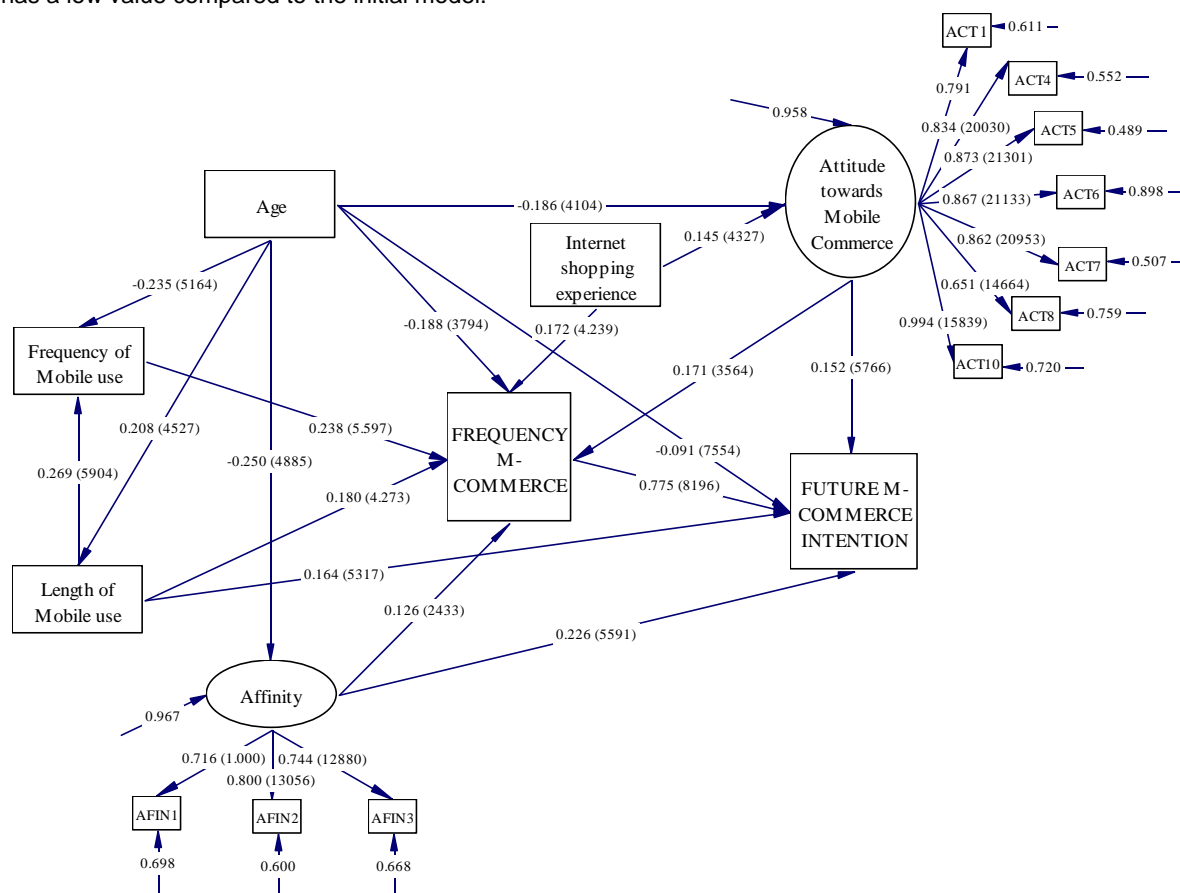 has a low value compared to the initial model.
ACT1
0.611
0.791
ACT4
0.552
0.958
0.834 (20030)
ACT5
0.489
0.873 (21301)
Attitude
towards
Mobile
Commerce
ACT6
0.898
0.867 (21133)
Age
-0.186 (4104)
Internet
shopping
experience
0.145 (4327)
0.862 (20953)
ACT7
0.507
0.651 (14664)
-0.235 (5164)
ACT8
0.759
0.994 (15839)
-0.188 (3794)
0.172 (4.239)
Frequency of
Mobile use
ACT10
0.720
0.171 (3564)
0.152 (5766)
0.208 (4527)
0.238 (5.597)
FREQUENCY
M-
COMMERCE
-0.091 (7554)
-0.250 (4885)
0.269 (5904)
0.775 (8196)
0.180 (4.273)
FUTURE M-
COMMERCE
INTENTION
0.164 (5317)
Length of
Mobile use
0.126 (2433)
0.226 (5591)
Affinity
0.967
0.716 (1.000)
0.744 (12880)
0.800 (13056)
AFIN1
AFIN2
AFIN3
0.698
0.600
0.668